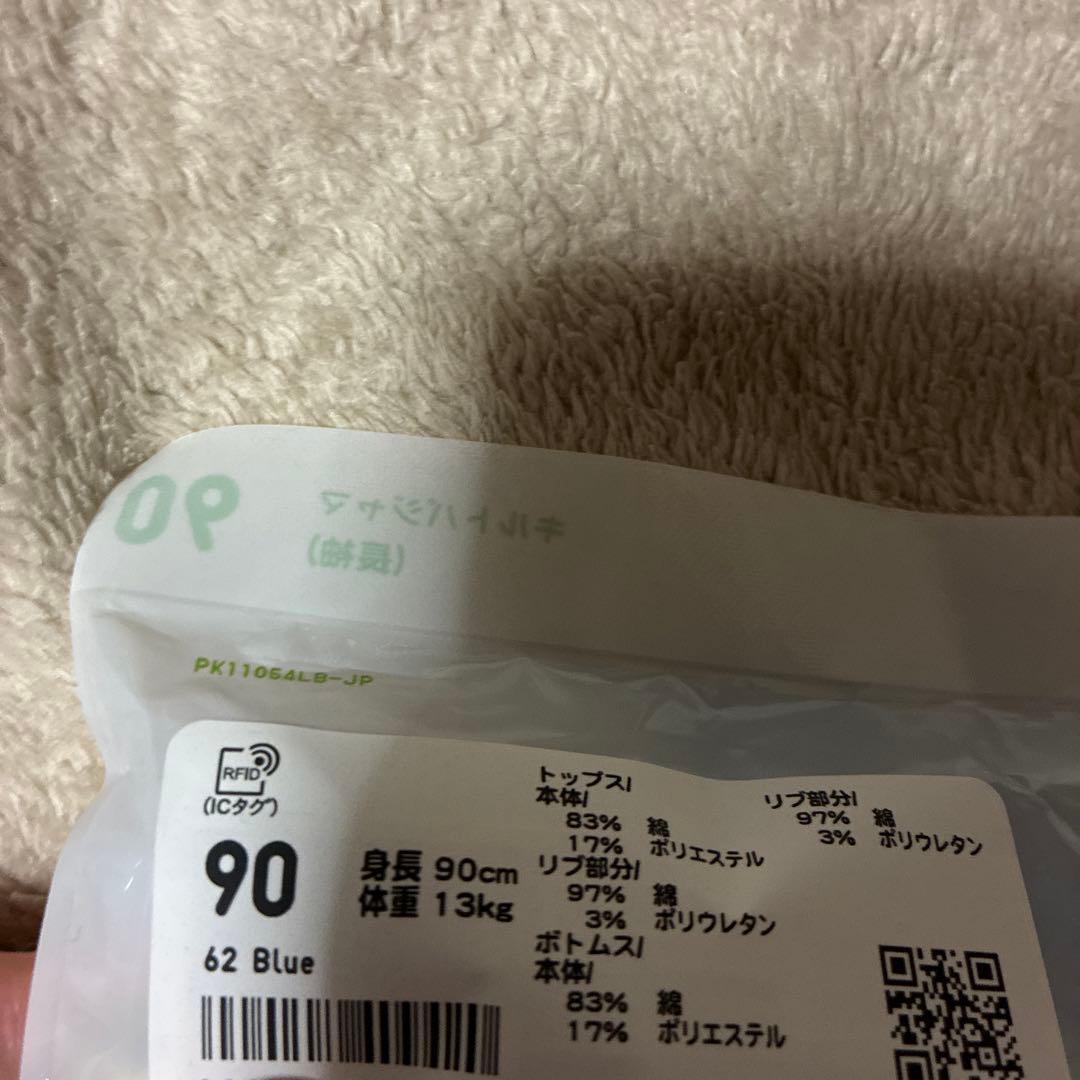 90
キルトパジャマ
(長袖)
PK11054LB-JP
RFID
(ICタグ)
90
身長 90cm
体重 13kg
62 Blue
トップス/
本体/
83% 綿
17% ポリエステル
リブ部分/
97% 綿
3% ポリウレタン
ボトムス/
本体/
83% 綿
17% ポリエステル
リブ部分/
97% 綿
3% ポリウレタン